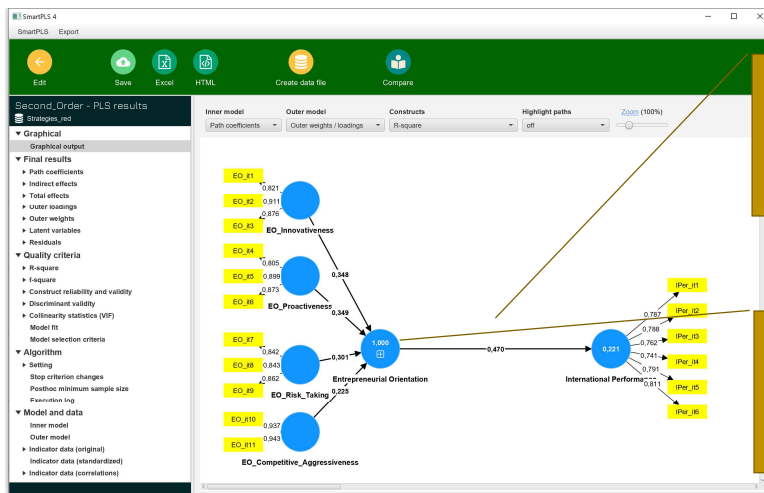 SmartPLS 4
SmartPLS Export
Edit Save Excel HTML Create data file Compare
Second_Order - PLS results
Strategies_red
Graphical
Graphical output
Final results
Path coefficients
Indirect effects
Total effects
Outer loadings
Outer weights
Latent variables
Residuals
Quality criteria
R-square
f-square
Construct reliability and validity
Discriminant validity
Collinearity statistics (VIF)
Model fit
Model selection criteria
Algorithm
Setting
Stop criterion changes
Posthoc minimum sample size
Execution log
Model and data
Inner model
Outer model
Indicator data (original)
Indicator data (standardized)
Indicator data (correlations)
Inner model Outer model Constructs Highlight paths Zoom (100%)
Path coefficients Outer weights / loadings R-square off
EO_it1
0,821
EO_it2 0,911
0,876
EO_it3
EO_Innovativeness
EO_it4
0,805
EO_it5 0,899
0,873
EO_it6
EO_Proactiveness
0,348
0,349
EO_it7
0,842
EO_it8 0,843
0,862
EO_it9
EO_Risk_Taking
0,301
0,225
EO_it10 0,937
EO_it11 0,943
EO_Competitive_Aggressiveness
1,000
Entrepreneurial Orientation
0,470
0,221
International Performance
IPer_it1
0,787
IPer_it2
0,788
IPer_it3
0,762
IPer_it4
0,741
IPer_it5
0,791
IPer_it6
0,811